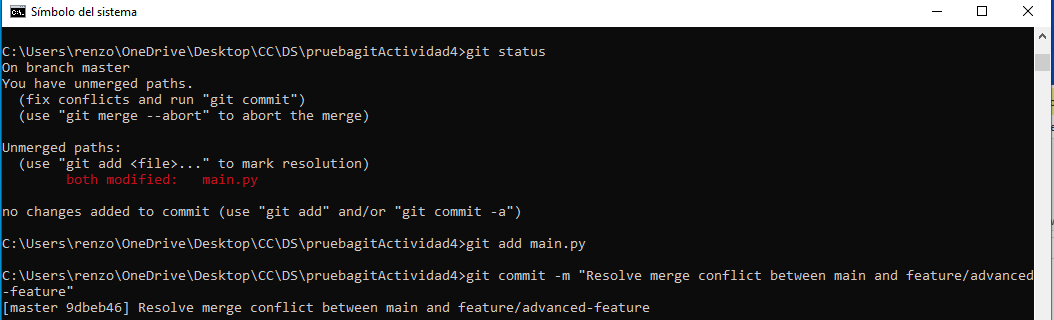 Símbolo del sistema
C:\Users\renzo\OneDrive\Desktop\CC\DS\pruebagitActividad4>git status
On branch master
You have unmerged paths.
  (fix conflicts and run "git commit")
  (use "git merge --abort" to abort the merge)
Unmerged paths:
  (use "git add <file>..." to mark resolution)
        both modified:   main.py
no changes added to commit (use "git add" and/or "git commit -a")
C:\Users\renzo\OneDrive\Desktop\CC\DS\pruebagitActividad4>git add main.py
C:\Users\renzo\OneDrive\Desktop\CC\DS\pruebagitActividad4>git commit -m "Resolve merge conflict between main and feature/advanced
-feature"
[master 9dbeb46] Resolve merge conflict between main and feature/advanced-feature